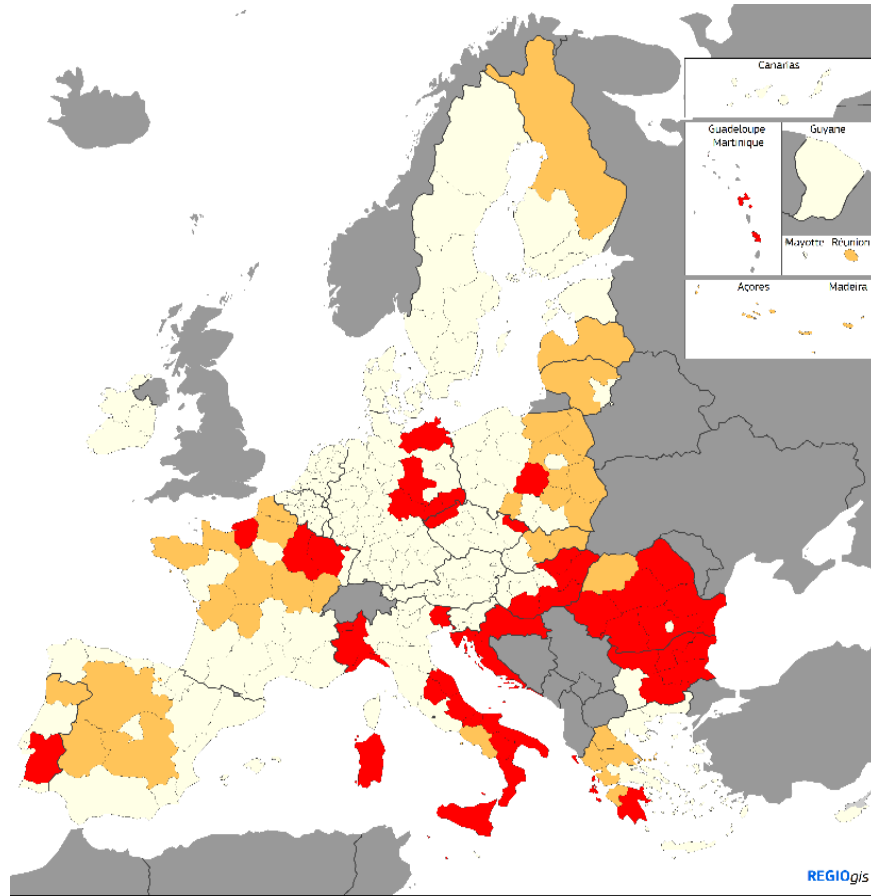 Canarias
Guadeloupe
Martinique
Guyane
Mayotte
Réunion
Açores
Madeira
REGIOgis